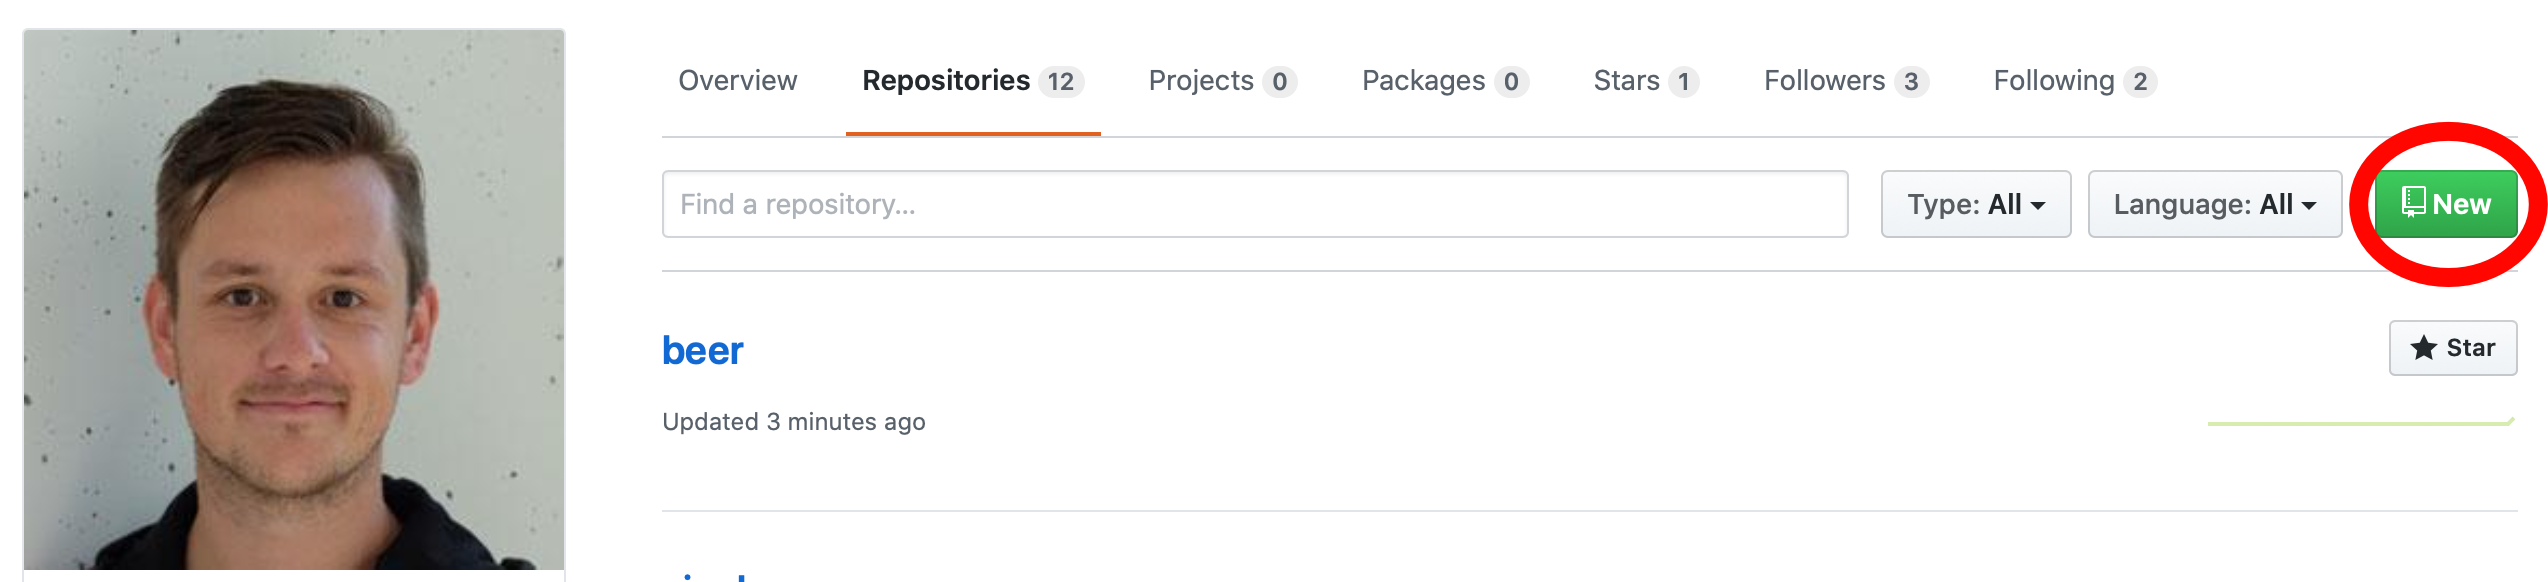 Overview Repositories 12 Projects 0 Packages 0 Stars 1 Followers 3 Following 2
Find a repository... Type: All Language: All New
beer Star
Updated 3 minutes ago